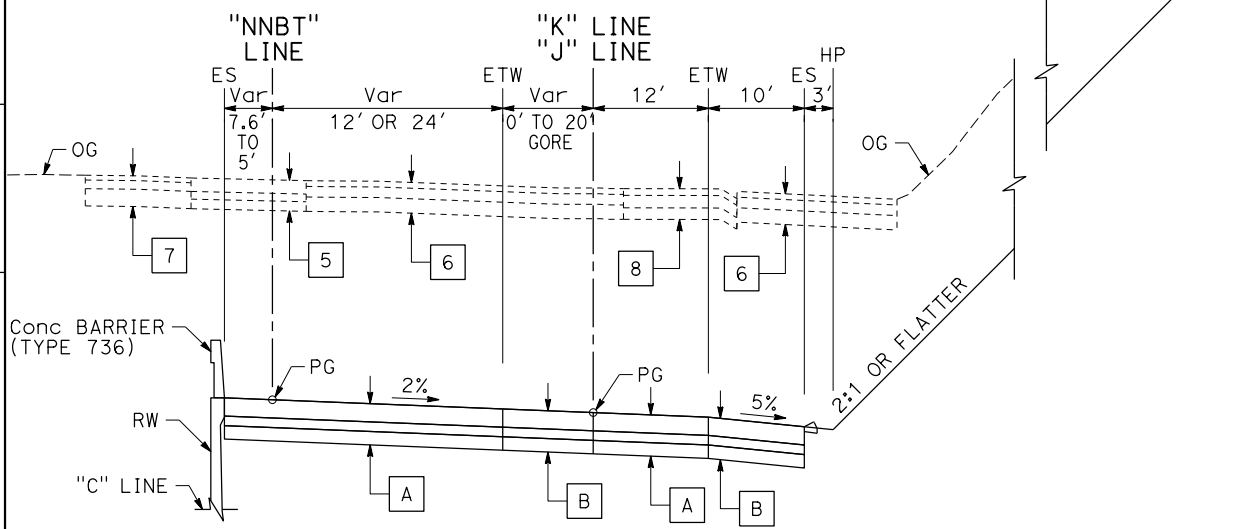 "NNBT"
LINE
"K" LINE
"J" LINE
HP
ES
ETW
ETW
ES
Var
Var
Var
12'
10'
3'
7.6'
TO
5'
12' OR 24'
0' TO 20'
GORE
OG
OG
7
5
6
8
6
Conc BARRIER
(TYPE 736)
PG
PG
2%
5%
2:1 OR FLATTER
RW
"C" LINE
A
B
A
B